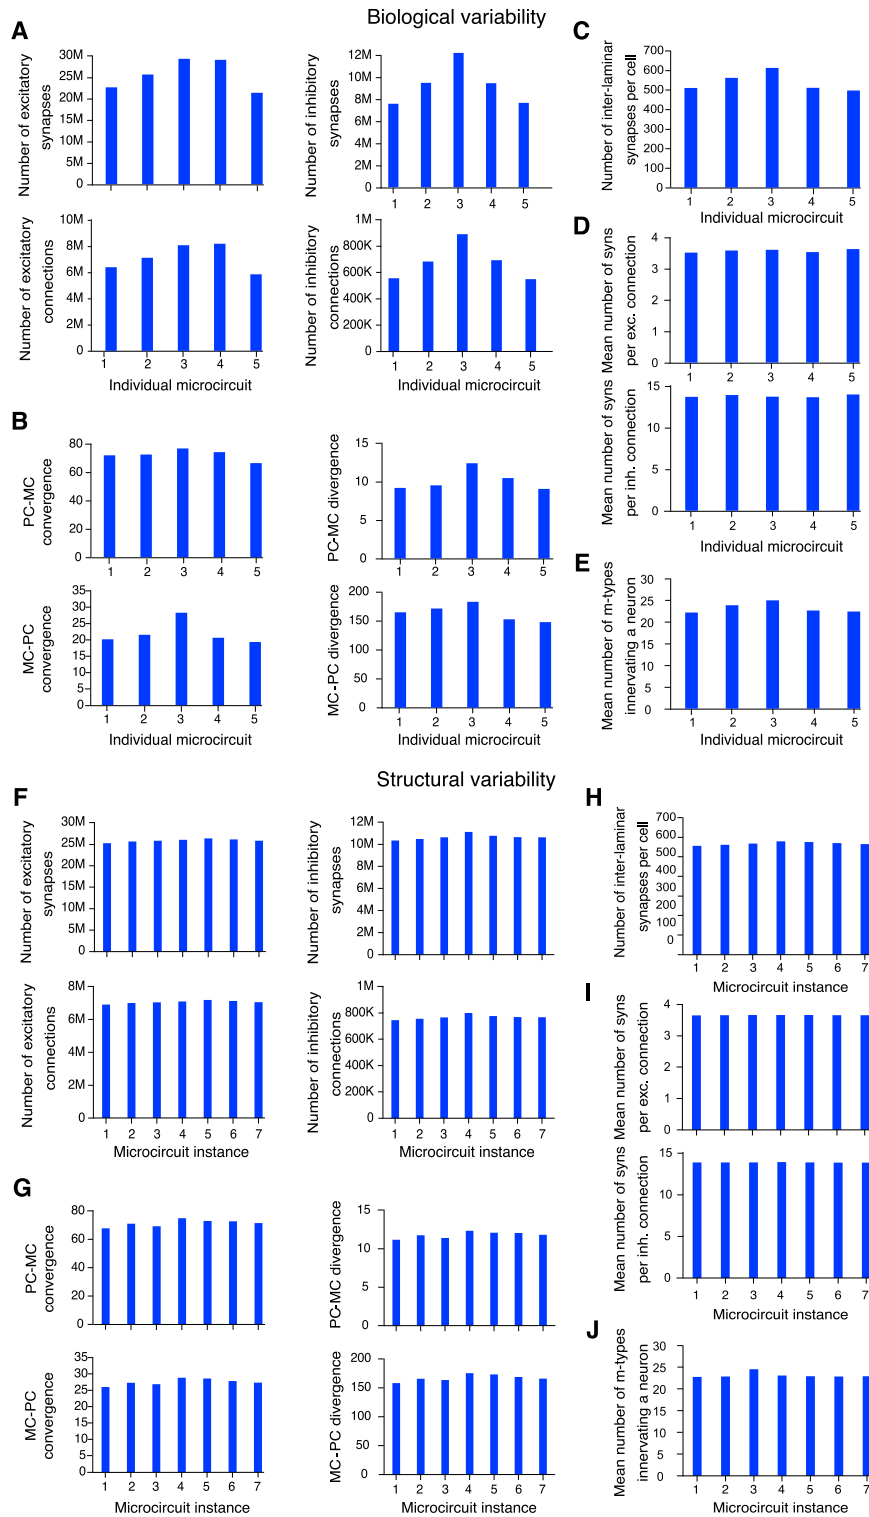 Biological variability
A
Number of excitatory
synapses
30M
25M
20M
15M
10M
5M
0
Number of inhibitory
synapses
12M
10M
8M
6M
4M
2M
0
1 2 3 4 5
Number of excitatory
connections
10M
8M
6M
4M
2M
0
1 2 3 4 5
Individual microcircuit
Number of inhibitory
connections
1M
800K
600K
400K
200K
0
1 2 3 4 5
Individual microcircuit
B
PC-MC
convergence
80
60
40
20
0
1 2 3 4 5
PC-MC divergence
15
10
5
0
1 2 3 4 5
MC-PC
convergence
35
30
25
20
15
10
5
0
1 2 3 4 5
Individual microcircuit
MC-PC divergence
200
150
100
50
0
1 2 3 4 5
Individual microcircuit
C
Number of inter-laminar
synapses per cell
700
600
500
400
300
200
100
0
1 2 3 4 5
Individual microcircuit
D
Mean number of syns
per exc. connection
4
3
2
1
0
1 2 3 4 5
Mean number of syns
per inh. connection
15
10
5
0
1 2 3 4 5
Individual microcircuit
E
Mean number of m-types
innervating a neuron
30
25
20
15
10
5
0
1 2 3 4 5
Individual microcircuit
Structural variability
F
Number of excitatory
synapses
30M
25M
20M
15M
10M
5M
0
Number of inhibitory
synapses
12M
10M
8M
6M
4M
2M
0
Number of excitatory
connections
8M
6M
4M
2M
0
1 2 3 4 5 6 7
Microcircuit instance
Number of inhibitory
connections
1M
800K
600K
400K
200K
0
1 2 3 4 5 6 7
Microcircuit instance
G
PC-MC
convergence
80
60
40
20
0
PC-MC divergence
15
10
5
0
MC-PC
convergence
35
30
25
20
15
10
5
0
1 2 3 4 5 6 7
Microcircuit instance
MC-PC divergence
200
150
100
50
0
1 2 3 4 5 6 7
Microcircuit instance
H
Number of inter-laminar
synapses per cell
700
600
500
400
300
200
100
0
1 2 3 4 5 6 7
Microcircuit instance
I
Mean number of syns
per exc. connection
4
3
2
1
0
Mean number of syns
per inh. connection
15
10
5
0
1 2 3 4 5 6 7
Microcircuit instance
J
Mean number of m-types
innervating a neuron
30
25
20
15
10
5
0
1 2 3 4 5 6 7
Microcircuit instance